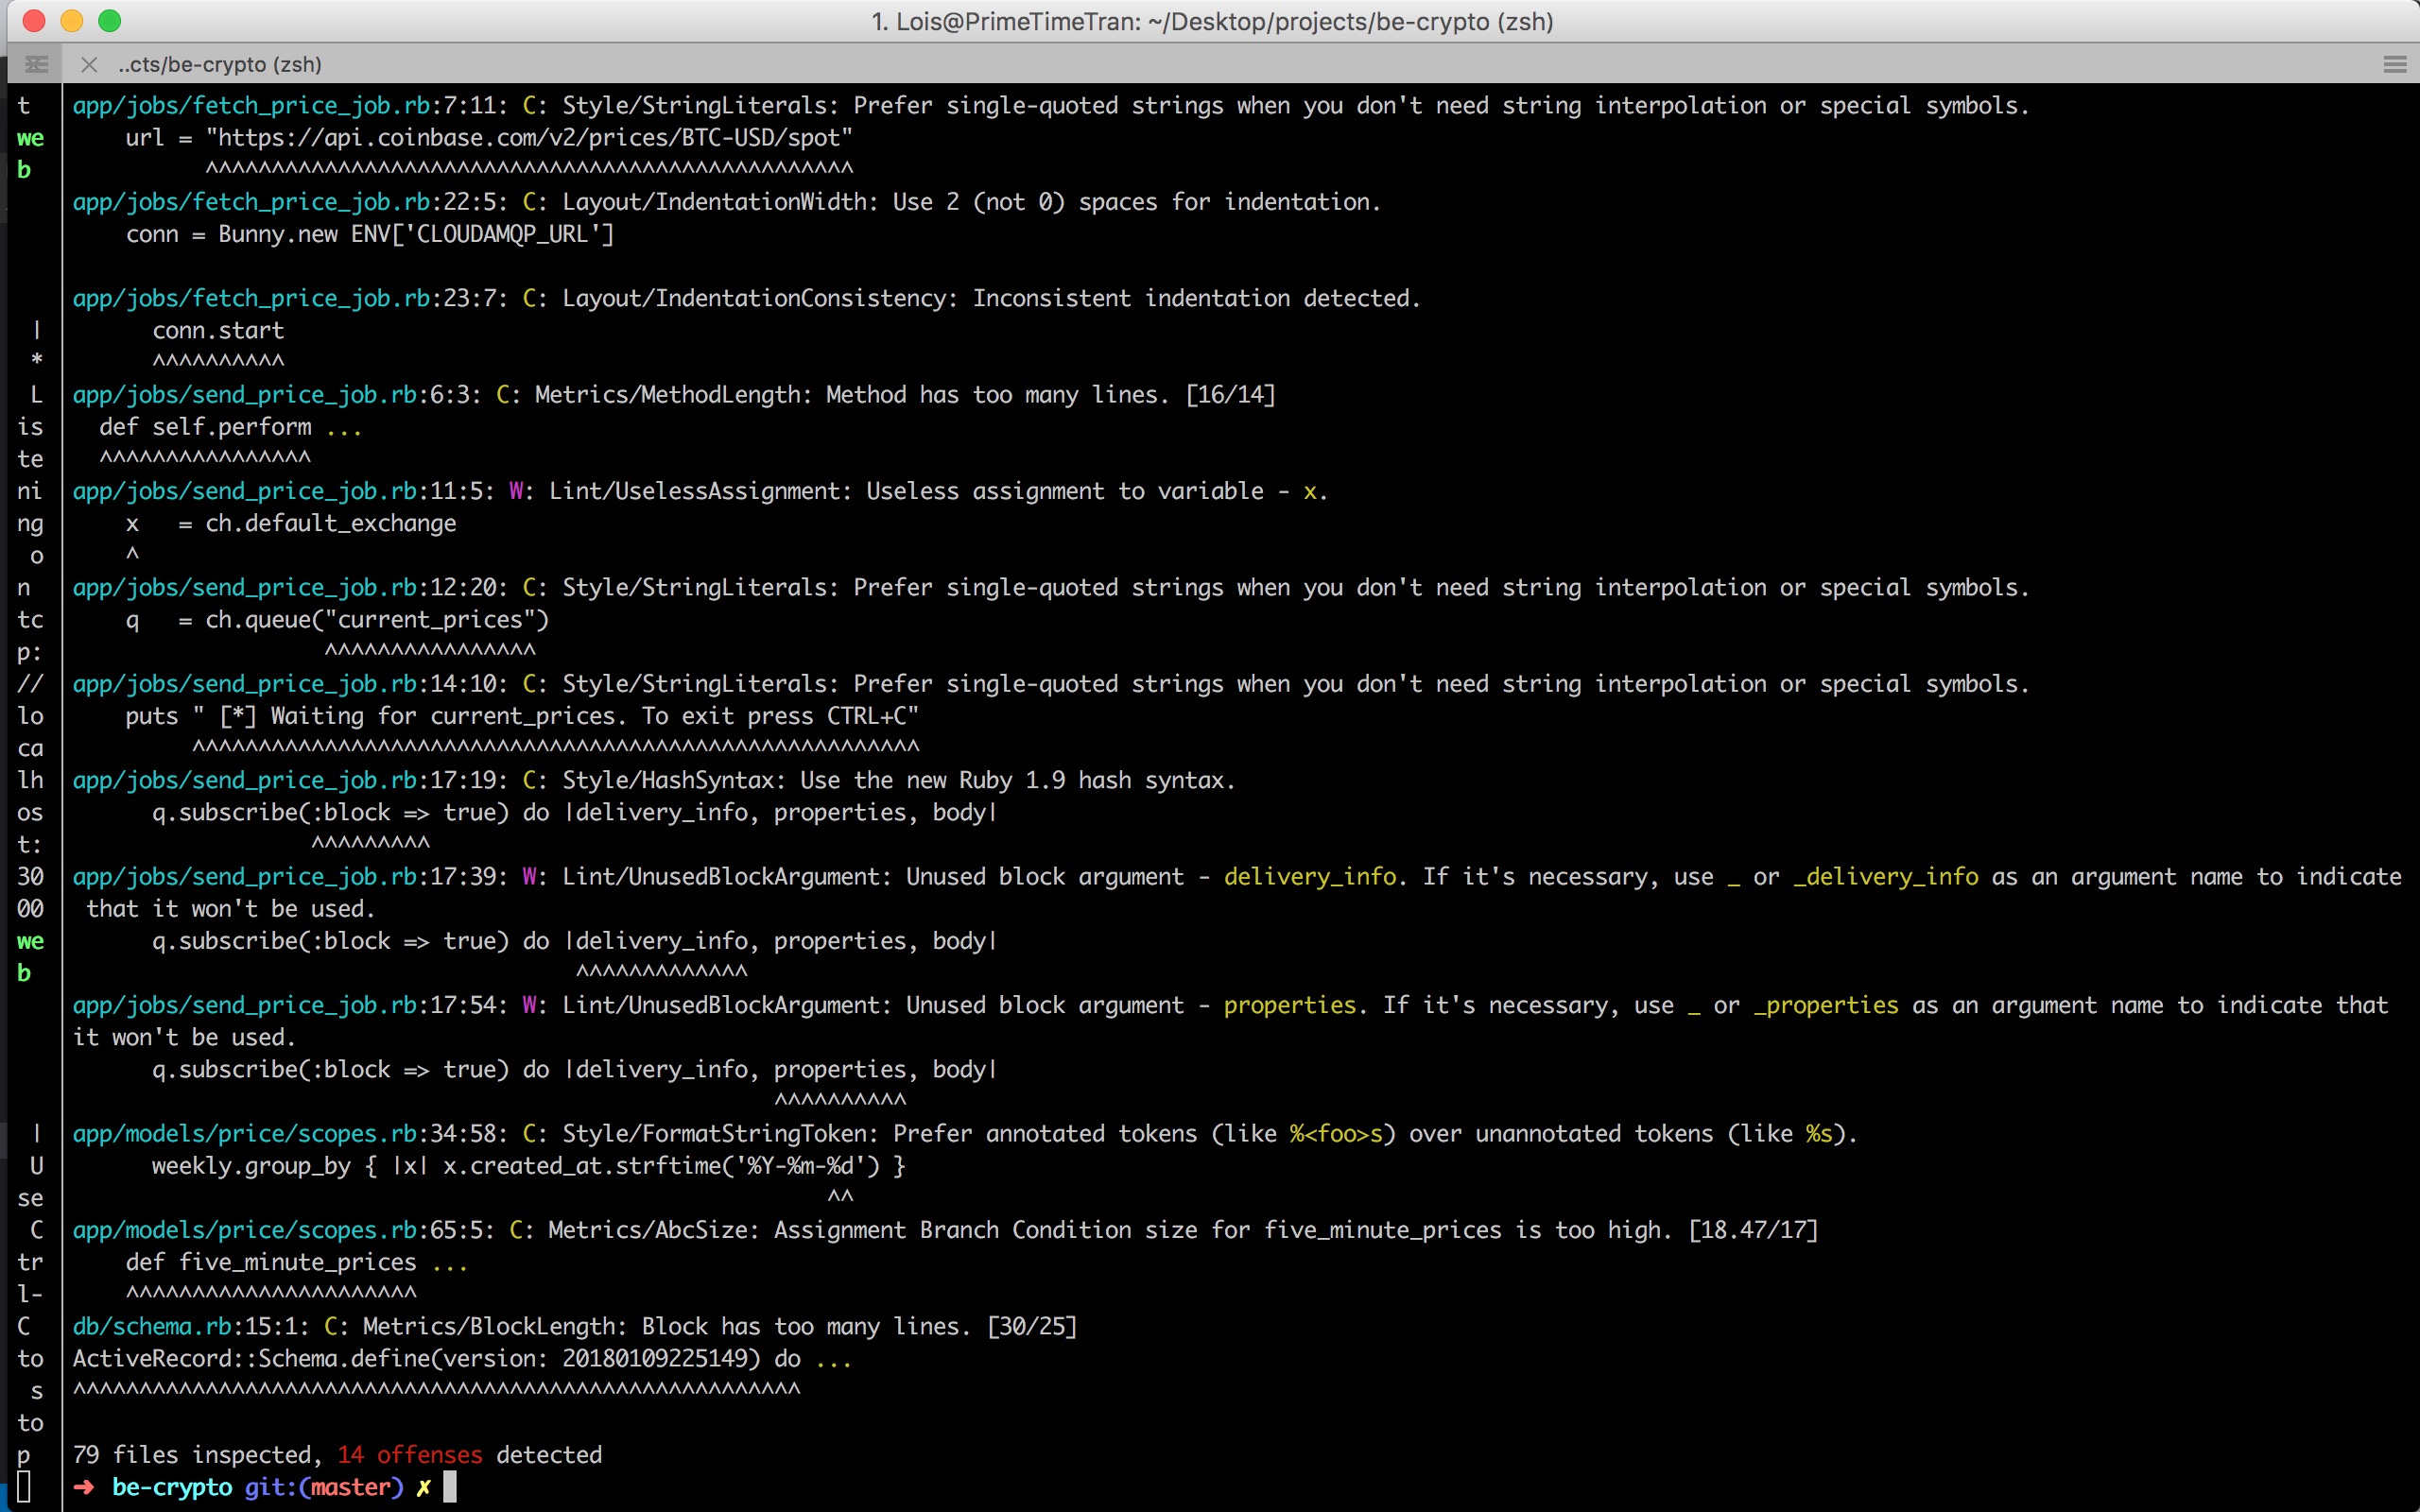 1. Lois@PrimeTimeTran: ~/Desktop/projects/be-crypto (zsh)
..cts/be-crypto (zsh)
t
we
b
|
*
L
is
te
ni
ng
o
n
tc
p:
//
lo
ca
lh
os
t:
30
00
we
b
|
U
se
C
tr
l-
C
to
s
to
p
app/jobs/fetch_price_job.rb:7:11: C: Style/StringLiterals: Prefer single-quoted strings when you don't need string interpolation or special symbols.
    url = "https://api.coinbase.com/v2/prices/BTC-USD/spot"
          ^^^^^^^^^^^^^^^^^^^^^^^^^^^^^^^^^^^^^^^^^^^^^^^^^
app/jobs/fetch_price_job.rb:22:5: C: Layout/IndentationWidth: Use 2 (not 0) spaces for indentation.
    conn = Bunny.new ENV['CLOUDAMQP_URL']
app/jobs/fetch_price_job.rb:23:7: C: Layout/IndentationConsistency: Inconsistent indentation detected.
      conn.start
      ^^^^^^^^^^
app/jobs/send_price_job.rb:6:3: C: Metrics/MethodLength: Method has too many lines. [16/14]
  def self.perform ...
  ^^^^^^^^^^^^^^^^
app/jobs/send_price_job.rb:11:5: W: Lint/UselessAssignment: Useless assignment to variable - x.
    x   = ch.default_exchange
    ^
app/jobs/send_price_job.rb:12:20: C: Style/StringLiterals: Prefer single-quoted strings when you don't need string interpolation or special symbols.
    q   = ch.queue("current_prices")
                   ^^^^^^^^^^^^^^^^
app/jobs/send_price_job.rb:14:10: C: Style/StringLiterals: Prefer single-quoted strings when you don't need string interpolation or special symbols.
    puts " [*] Waiting for current_prices. To exit press CTRL+C"
         ^^^^^^^^^^^^^^^^^^^^^^^^^^^^^^^^^^^^^^^^^^^^^^^^^^^^^^^
app/jobs/send_price_job.rb:17:19: C: Style/HashSyntax: Use the new Ruby 1.9 hash syntax.
      q.subscribe(:block => true) do |delivery_info, properties, body|
                  ^^^^^^^^^
app/jobs/send_price_job.rb:17:39: W: Lint/UnusedBlockArgument: Unused block argument - delivery_info. If it's necessary, use _ or _delivery_info as an argument name to indicate
 that it won't be used.
      q.subscribe(:block => true) do |delivery_info, properties, body|
                                      ^^^^^^^^^^^^^
app/jobs/send_price_job.rb:17:54: W: Lint/UnusedBlockArgument: Unused block argument - properties. If it's necessary, use _ or _properties as an argument name to indicate that
it won't be used.
      q.subscribe(:block => true) do |delivery_info, properties, body|
                                                     ^^^^^^^^^^
app/models/price/scopes.rb:34:58: C: Style/FormatStringToken: Prefer annotated tokens (like %<foo>s) over unannotated tokens (like %s).
      weekly.group_by { |x| x.created_at.strftime('%Y-%m-%d') }
                                                         ^^
app/models/price/scopes.rb:65:5: C: Metrics/AbcSize: Assignment Branch Condition size for five_minute_prices is too high. [18.47/17]
    def five_minute_prices ...
    ^^^^^^^^^^^^^^^^^^^^^^
db/schema.rb:15:1: C: Metrics/BlockLength: Block has too many lines. [30/25]
ActiveRecord::Schema.define(version: 20180109225149) do ...
^^^^^^^^^^^^^^^^^^^^^^^^^^^^^^^^^^^^^^^^^^^^^^^^^^^^^^^
79 files inspected, 14 offenses detected
➜ be-crypto git:(master) ✗